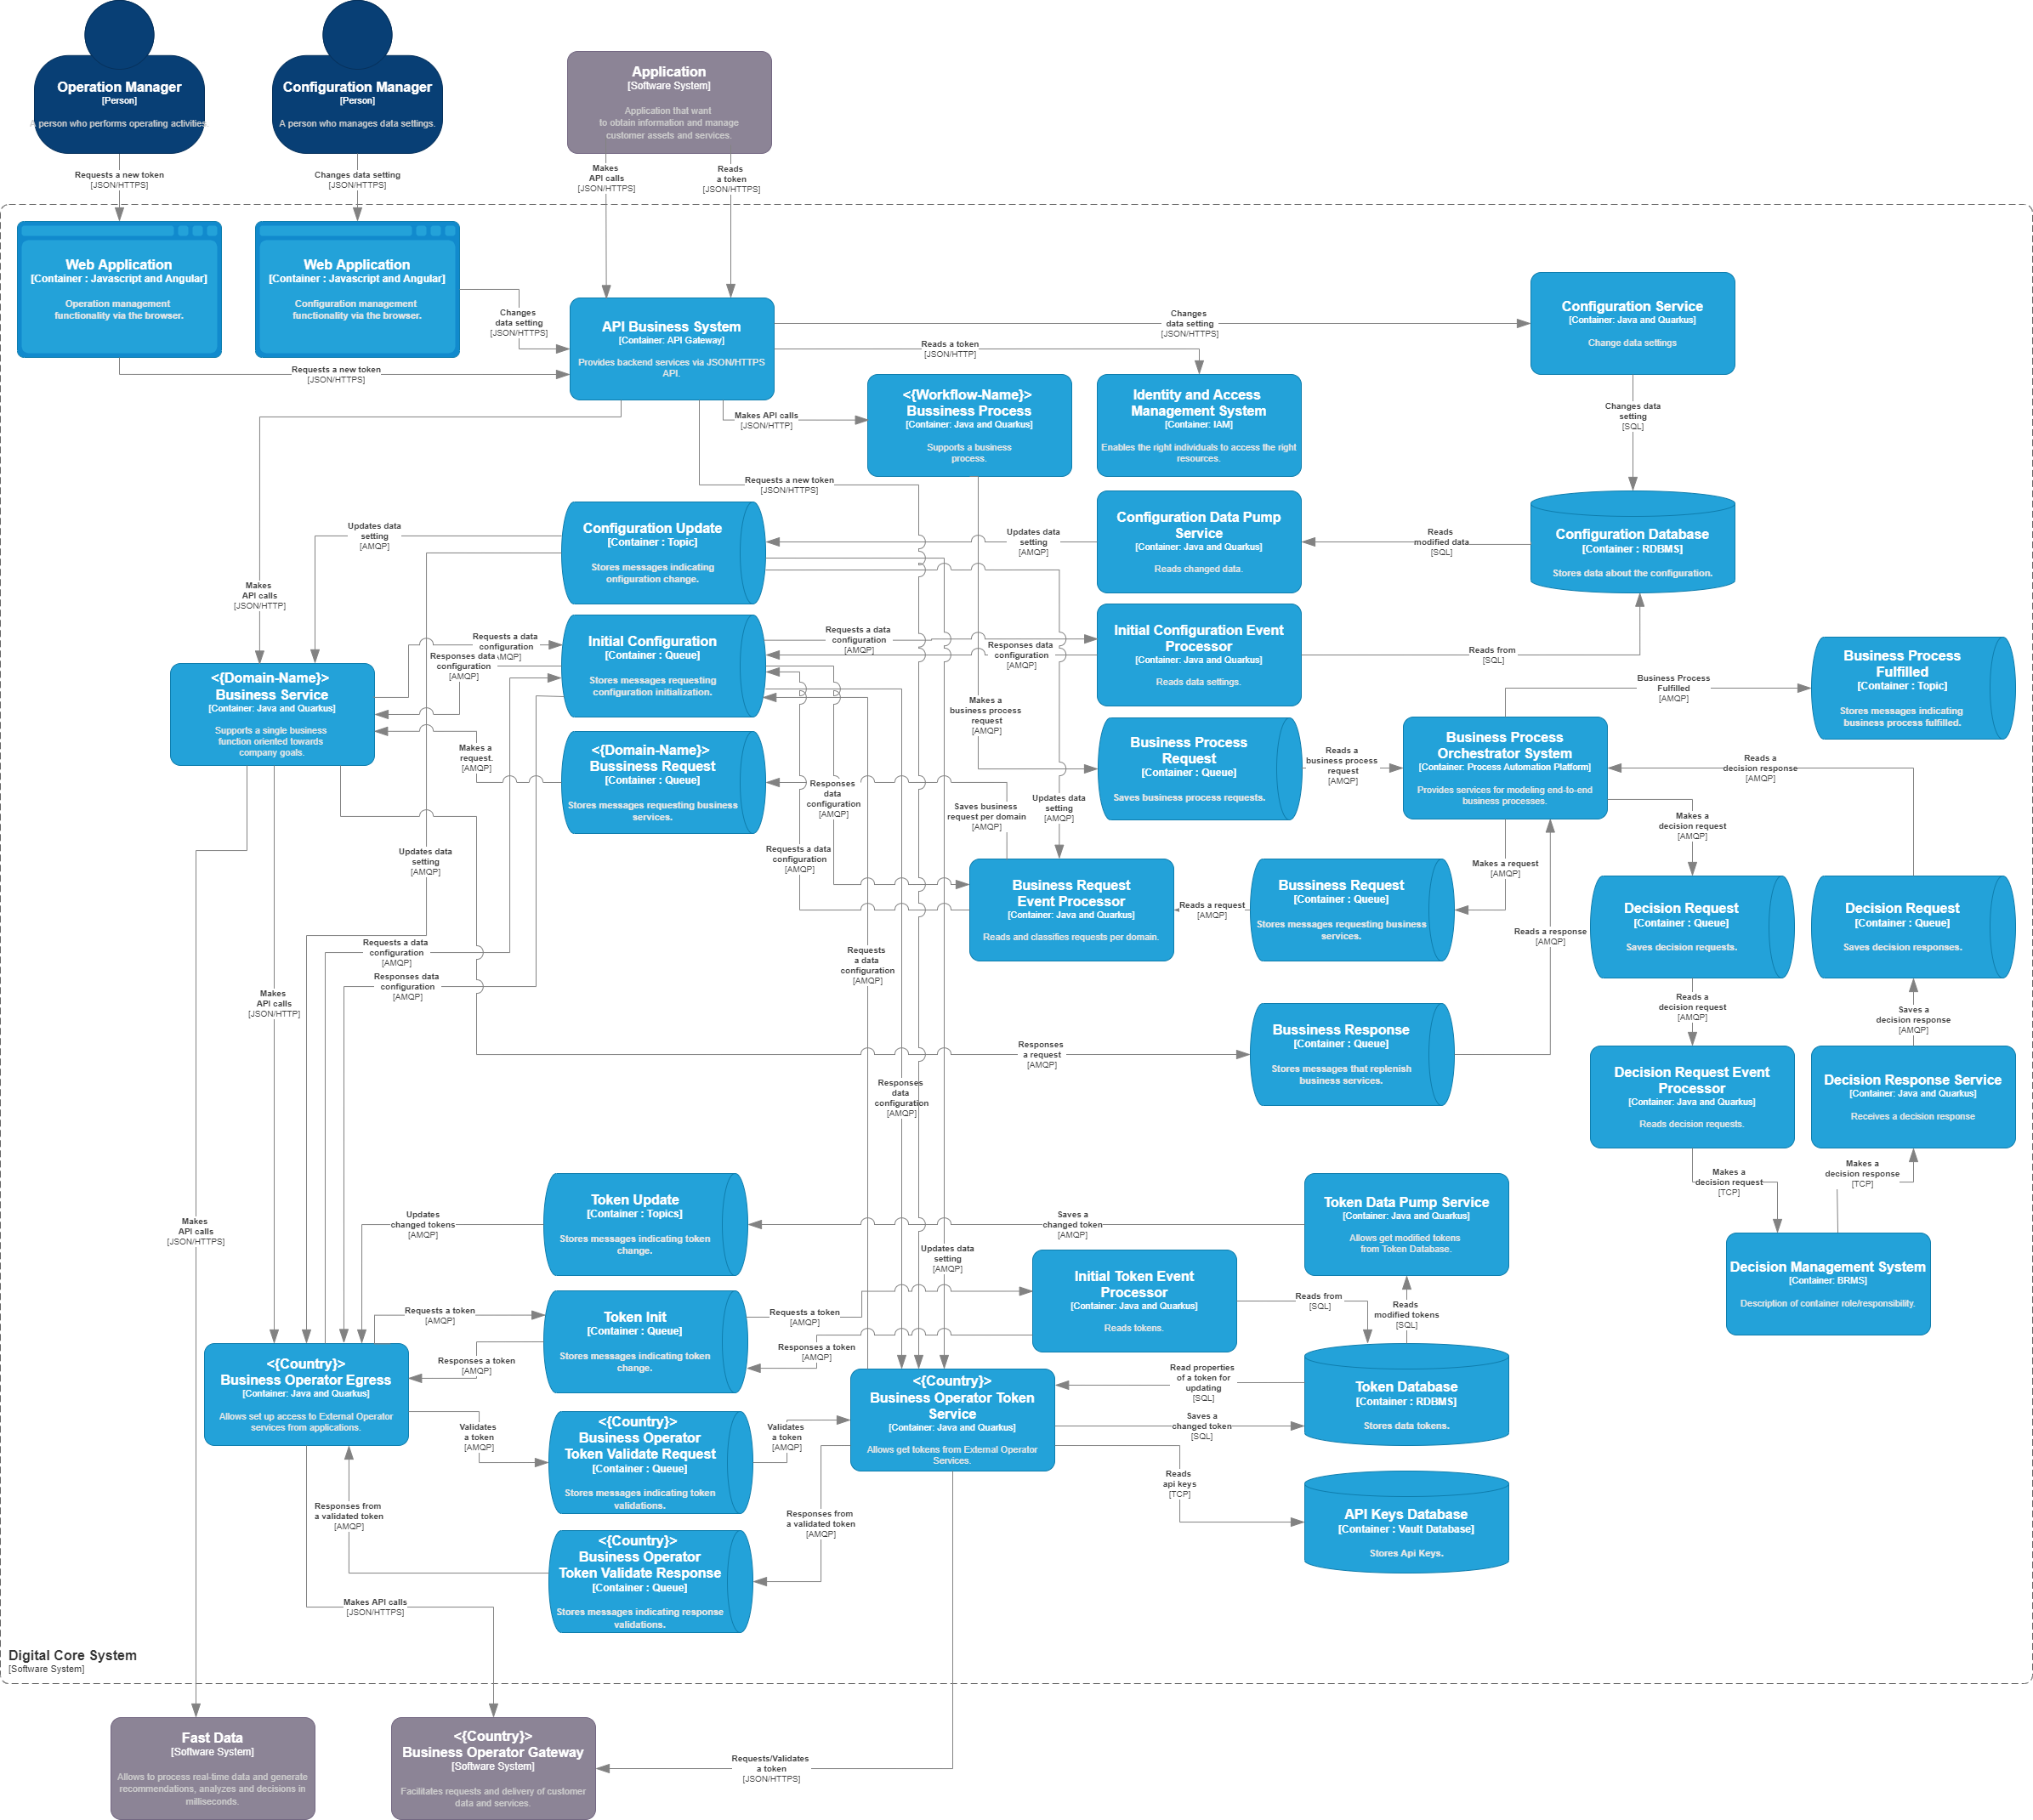 Operation Manager
[Person]
A person who performs operating activities
Configuration Manager
[Person]
A person who manages data settings.
Application
[Software System]
Application that want
to obtain information and manage
customer assets and services.
Requests a new token
[JSON/HTTPS]
Changes data setting
[JSON/HTTPS]
Makes
API calls
[JSON/HTTPS]
Reads
a token
[JSON/HTTPS]
Web Application
[Container : Javascript and Angular]
Operation management
functionality via the browser.
Web Application
[Container : Javascript and Angular]
Configuration management
functionality via the browser.
Changes
data setting
[JSON/HTTPS]
Requests a new token
[JSON/HTTPS]
API Business System
[Container: API Gateway]
Provides backend services via JSON/HTTPS
API.
Changes
data setting
[JSON/HTTPS]
Reads a token
[JSON/HTTP]
Configuration Service
[Container: Java and Quarkus]
Change data settings
Makes API calls
[JSON/HTTP]
<{Workflow-Name}>
Bussiness Process
[Container: Java and Quarkus]
Supports a business
process.
Identity and Access
Management System
[Container: IAM]
Enables the right individuals to access the right
resources.
Changes data
setting
[SQL]
Requests a new token
[JSON/HTTPS]
Updates data
setting
[AMQP]
Configuration Update
[Container : Topic]
Stores messages indicating
onfiguration change.
Updates data
setting
[AMQP]
Configuration Data Pump
Service
[Container: Java and Quarkus]
Reads changed data.
Reads
modified data
[SQL]
Configuration Database
[Container : RDBMS]
Stores data about the configuration.
Makes
API calls
[JSON/HTTP]
Requests a data
configuration
[AMQP]
Responses data
configuration
[AMQP]
Initial Configuration
[Container : Queue]
Stores messages requesting
configuration initialization.
Requests a data
configuration
[AMQP]
Responses data
configuration
[AMQP]
Initial Configuration Event
Processor
[Container: Java and Quarkus]
Reads data settings.
Reads from
[SQL]
Business Process
Fulfilled
[AMQP]
Business Process
Fulfilled
[Container : Topic]
Stores messages indicating
business process fulfilled.
<{Domain-Name}>
Business Service
[Container: Java and Quarkus]
Supports a single business
function oriented towards
company goals.
Makes a
request.
[AMQP]
<{Domain-Name}>
Bussiness Request
[Container : Queue]
Stores messages requesting business
services.
Makes a
business process
request
[AMQP]
Business Process
Request
[Container : Queue]
Saves business process requests.
Reads a
business process
request
[AMQP]
Business Process
Orchestrator System
[Container: Process Automation Platform]
Provides services for modeling end-to-end
business processes.
Reads a
decision response
[AMQP]
Responses
data
configuration
[AMQP]
Saves business
request per domain
[AMQP]
Updates data
setting
[AMQP]
Makes a
decision request
[AMQP]
Updates data
setting
[AMQP]
Requests a data
configuration
[AMQP]
Business Request
Event Processor
[Container: Java and Quarkus]
Reads and classifies requests per domain.
Reads a request
[AMQP]
Bussiness Request
[Container : Queue]
Stores messages requesting business
services.
Makes a request
[AMQP]
Reads a response
[AMQP]
Decision Request
[Container : Queue]
Saves decision requests.
Decision Request
[Container : Queue]
Saves decision responses.
Requests a data
configuration
[AMQP]
Responses data
configuration
[AMQP]
Requests
a data
configuration
[AMQP]
Makes
API calls
[JSON/HTTP]
Reads a
decision request
[AMQP]
Saves a
decision response
[AMQP]
Responses
a request
[AMQP]
Bussiness Response
[Container : Queue]
Stores messages that replenish
business services.
Responses
data
configuration
[AMQP]
Decision Request Event
Processor
[Container: Java and Quarkus]
Reads decision requests.
Decision Response Service
[Container: Java and Quarkus]
Receives a decision response
Makes a
decision request
[TCP]
Makes a
decision response
[TCP]
Makes
API calls
[JSON/HTTPS]
Updates
changed tokens
[AMQP]
Token Update
[Container : Topics]
Stores messages indicating token
change.
Saves a
changed token
[AMQP]
Token Data Pump Service
[Container: Java and Quarkus]
Allows get modified tokens
from Token Database.
Updates data
setting
[AMQP]
Decision Management System
[Container: BRMS]
Description of container role/responsibility.
Requests a token
[AMQP]
Responses a token
[AMQP]
Token Init
[Container : Queue]
Stores messages indicating token
change.
Requests a token
[AMQP]
Responses a token
[AMQP]
Initial Token Event
Processor
[Container: Java and Quarkus]
Reads tokens.
Reads from
[SQL]
Reads
modified tokens
[SQL]
<{Country}>
Business Operator Egress
[Container: Java and Quarkus]
Allows set up access to External Operator
services from applications.
Validates
a token
[AMQP]
<{Country}>
Business Operator
Token Validate Request
[Container : Queue]
Stores messages indicating token
validations.
Validates
a token
[AMQP]
<{Country}>
Business Operator Token
Service
[Container: Java and Quarkus]
Allows get tokens from External Operator
Services.
Read properties
of a token for
updating
[SQL]
Saves a
changed token
[SQL]
Token Database
[Container : RDBMS]
Stores data tokens.
Reads
api keys
[TCP]
API Keys Database
[Container : Vault Database]
Stores Api Keys.
Responses from
a validated token
[AMQP]
Responses from
a validated token
[AMQP]
<{Country}>
Business Operator
Token Validate Response
[Container : Queue]
Stores messages indicating response
validations.
Makes API calls
[JSON/HTTPS]
Digital Core System
[Software System]
Fast Data
[Software System]
Allows to process real-time data and generate
recommendations, analyzes and decisions in
milliseconds.
<{Country}>
Business Operator Gateway
[Software System]
Facilitates requests and delivery of customer
data and services.
Requests/Validates
a token
[JSON/HTTPS]